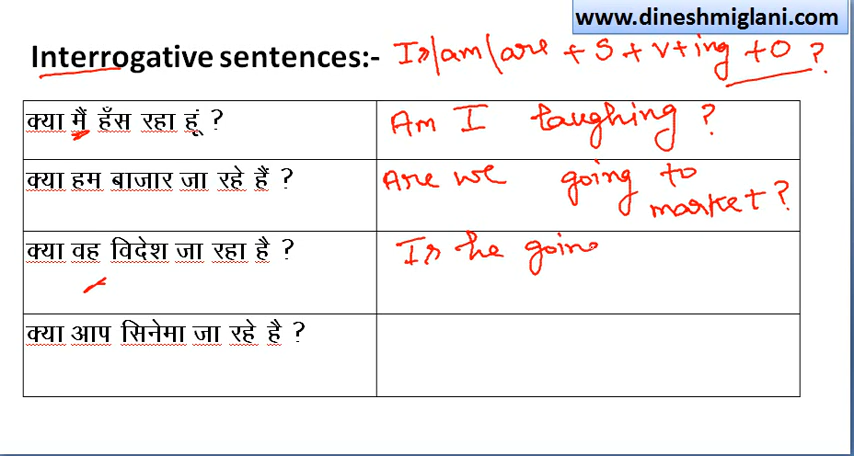 www.dineshmiglani.com
Interrogative sentences:- Is/am/are + S + V+ing +O ?
क्या मैं हँस रहा हूं ? Am I laughing ?
क्या हम बाजार जा रहे हैं ? Are we going to
market ?
क्या वह विदेश जा रहा है ? Is he goin
क्या आप सिनेमा जा रहे है ?